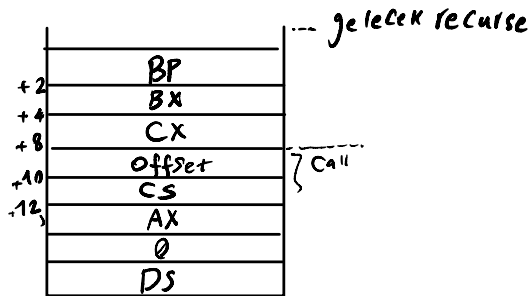 --- gelecek recurse
BP
+2
BX
+4
CX
+8
Offset
Call
+10
CS
+12
AX
0
DS